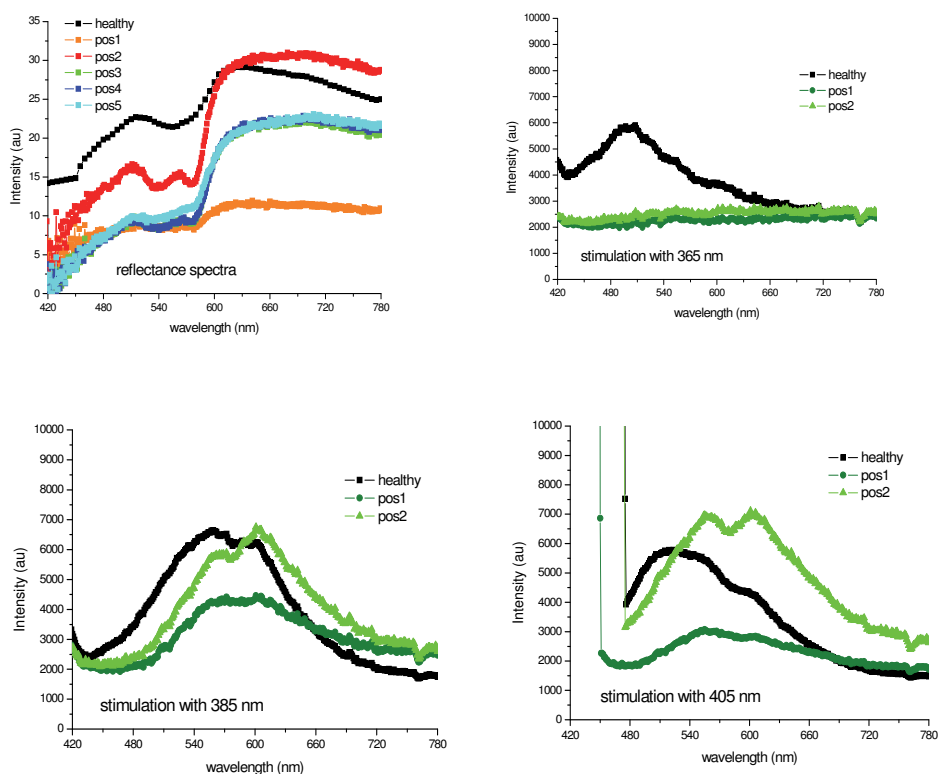 healthy
pos1
pos2
pos3
pos4
pos5
35
30
25
20
15
10
5
0
Intensity (au)
reflectance spectra
420 480 540 600 660 720 780
wavelength (nm)
10000
9000
8000
7000
6000
5000
4000
3000
2000
1000
0
Intensity (au)
healthy
pos1
pos2
stimulation with 365 nm
420 480 540 600 660 720 780
wavelength (nm)
10000
9000
8000
7000
6000
5000
4000
3000
2000
1000
0
Intensity (au)
healthy
pos1
pos2
stimulation with 385 nm
420 480 540 600 660 720 780
wavelength (nm)
10000
9000
8000
7000
6000
5000
4000
3000
2000
1000
0
Intensity (au)
healthy
pos1
pos2
stimulation with 405 nm
420 480 540 600 660 720 780
wavelength (nm)